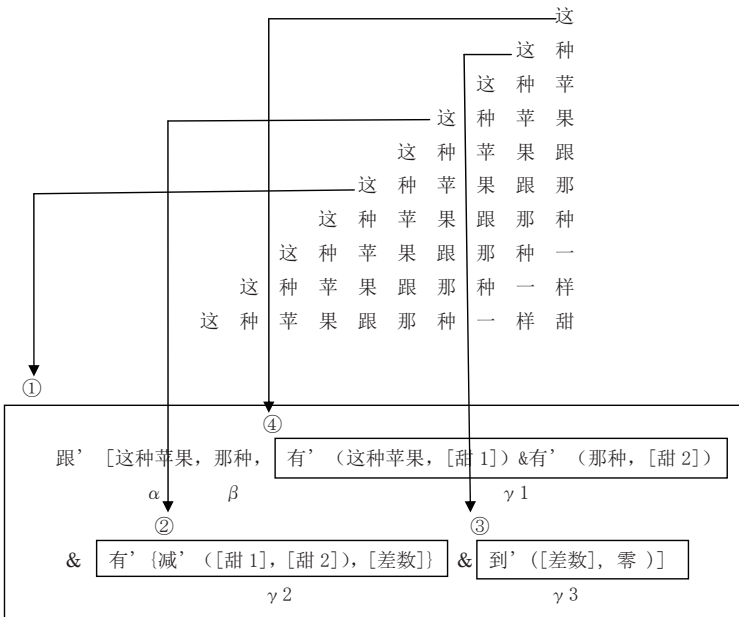 这
这 种
这 种 苹
这 种 苹 果
这 种 苹 果 跟
这 种 苹 果 跟 那
这 种 苹 果 跟 那 种
这 种 苹 果 跟 那 种 一
这 种 苹 果 跟 那 种 一 样
这 种 苹 果 跟 那 种 一 样 甜
①
④
跟’ [这种苹果, 那种, 有’ (这种苹果, [甜 1]) &有’ (那种, [甜 2])
α β γ 1
② ③
& 有’ {减’ ([甜 1], [甜 2]), [差数]} & 到’ ([差数], 零 )]
γ 2 γ 3